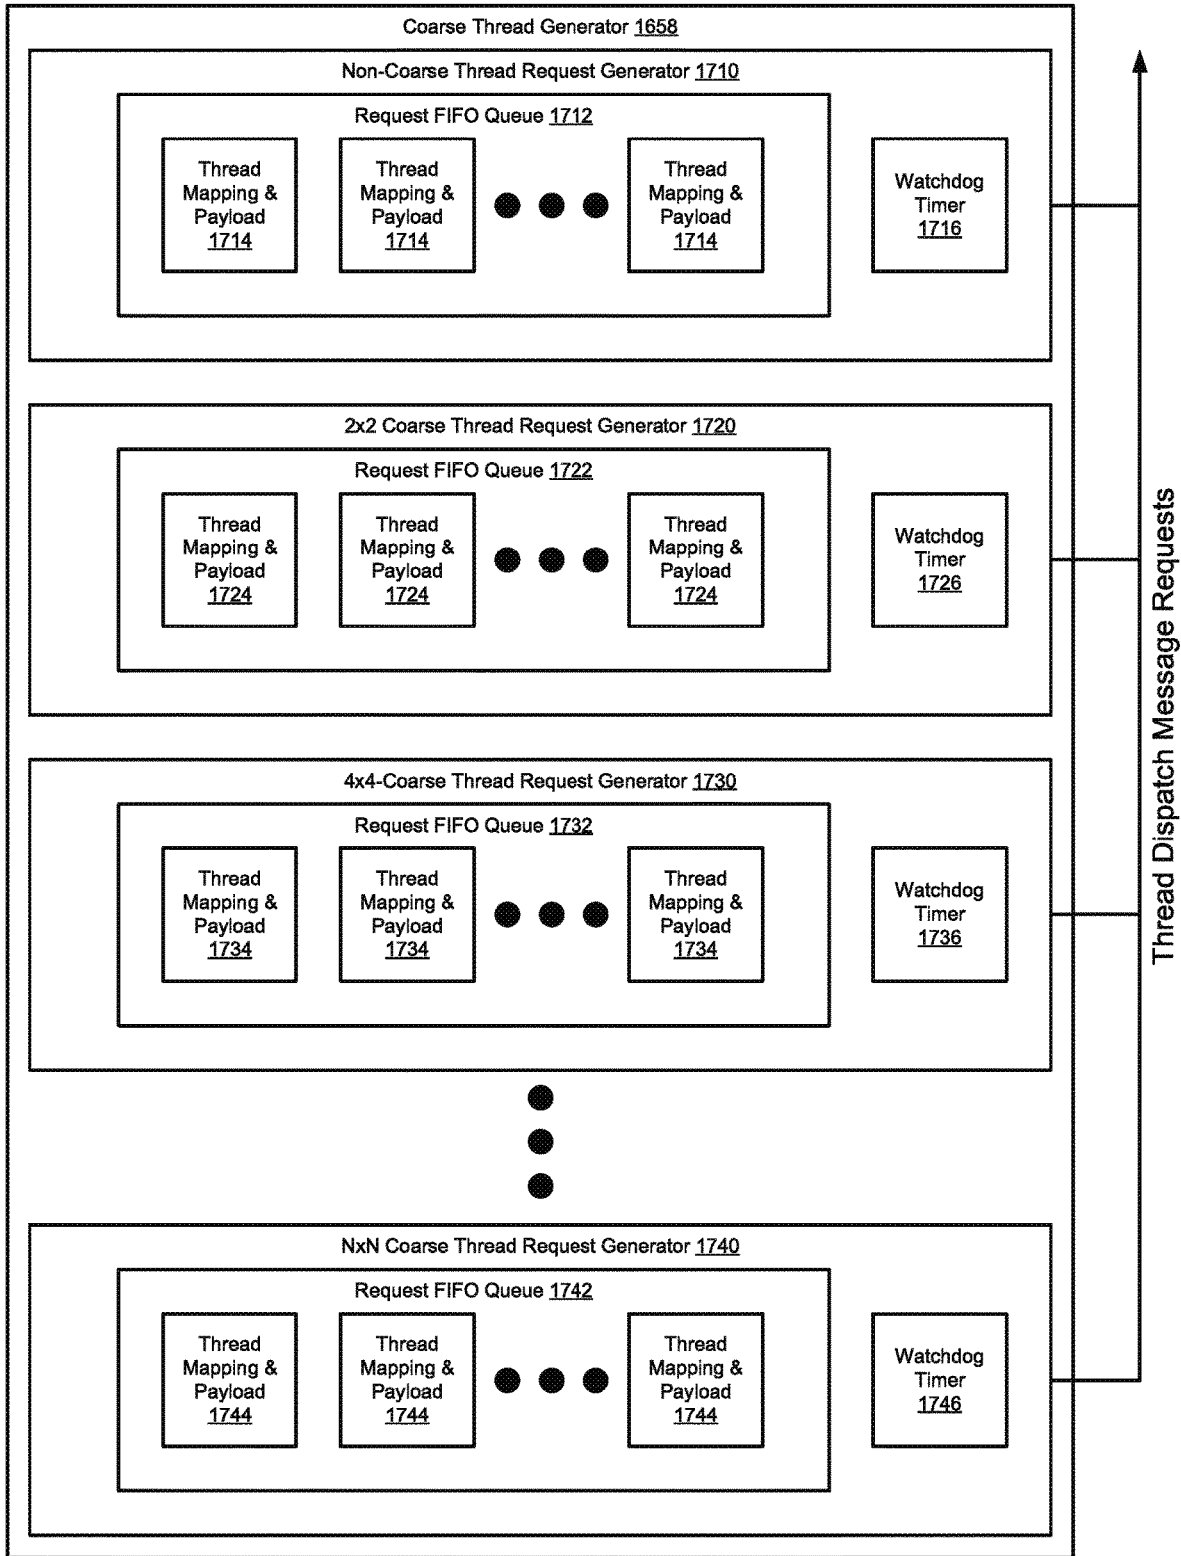 Coarse Thread Generator 1658
Non-Coarse Thread Request Generator 1710
Request FIFO Queue 1712
Thread
Mapping &
Payload
1714
Thread
Mapping &
Payload
1714
Thread
Mapping &
Payload
1714
Watchdog
Timer
1716
2x2 Coarse Thread Request Generator 1720
Request FIFO Queue 1722
Thread
Mapping &
Payload
1724
Thread
Mapping &
Payload
1724
Thread
Mapping &
Payload
1724
Watchdog
Timer
1726
4x4-Coarse Thread Request Generator 1730
Request FIFO Queue 1732
Thread
Mapping &
Payload
1734
Thread
Mapping &
Payload
1734
Thread
Mapping &
Payload
1734
Watchdog
Timer
1736
NxN Coarse Thread Request Generator 1740
Request FIFO Queue 1742
Thread
Mapping &
Payload
1744
Thread
Mapping &
Payload
1744
Thread
Mapping &
Payload
1744
Watchdog
Timer
1746
Thread Dispatch Message Requests